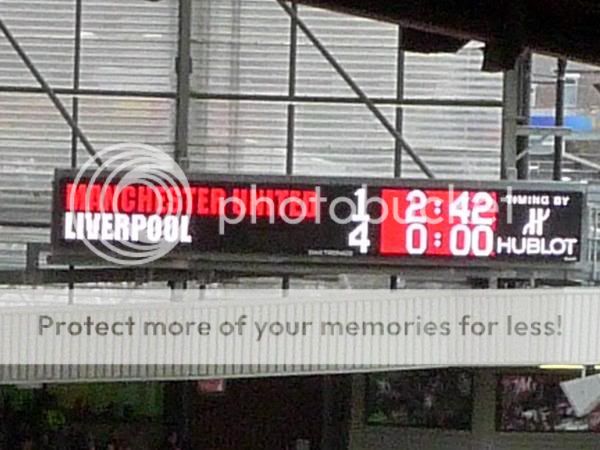 MANCHESTER UNITED 1
LIVERPOOL 4
2:42
0:00
TIMING BY
HUBLOT
photobucket
Protect more of your memories for less!